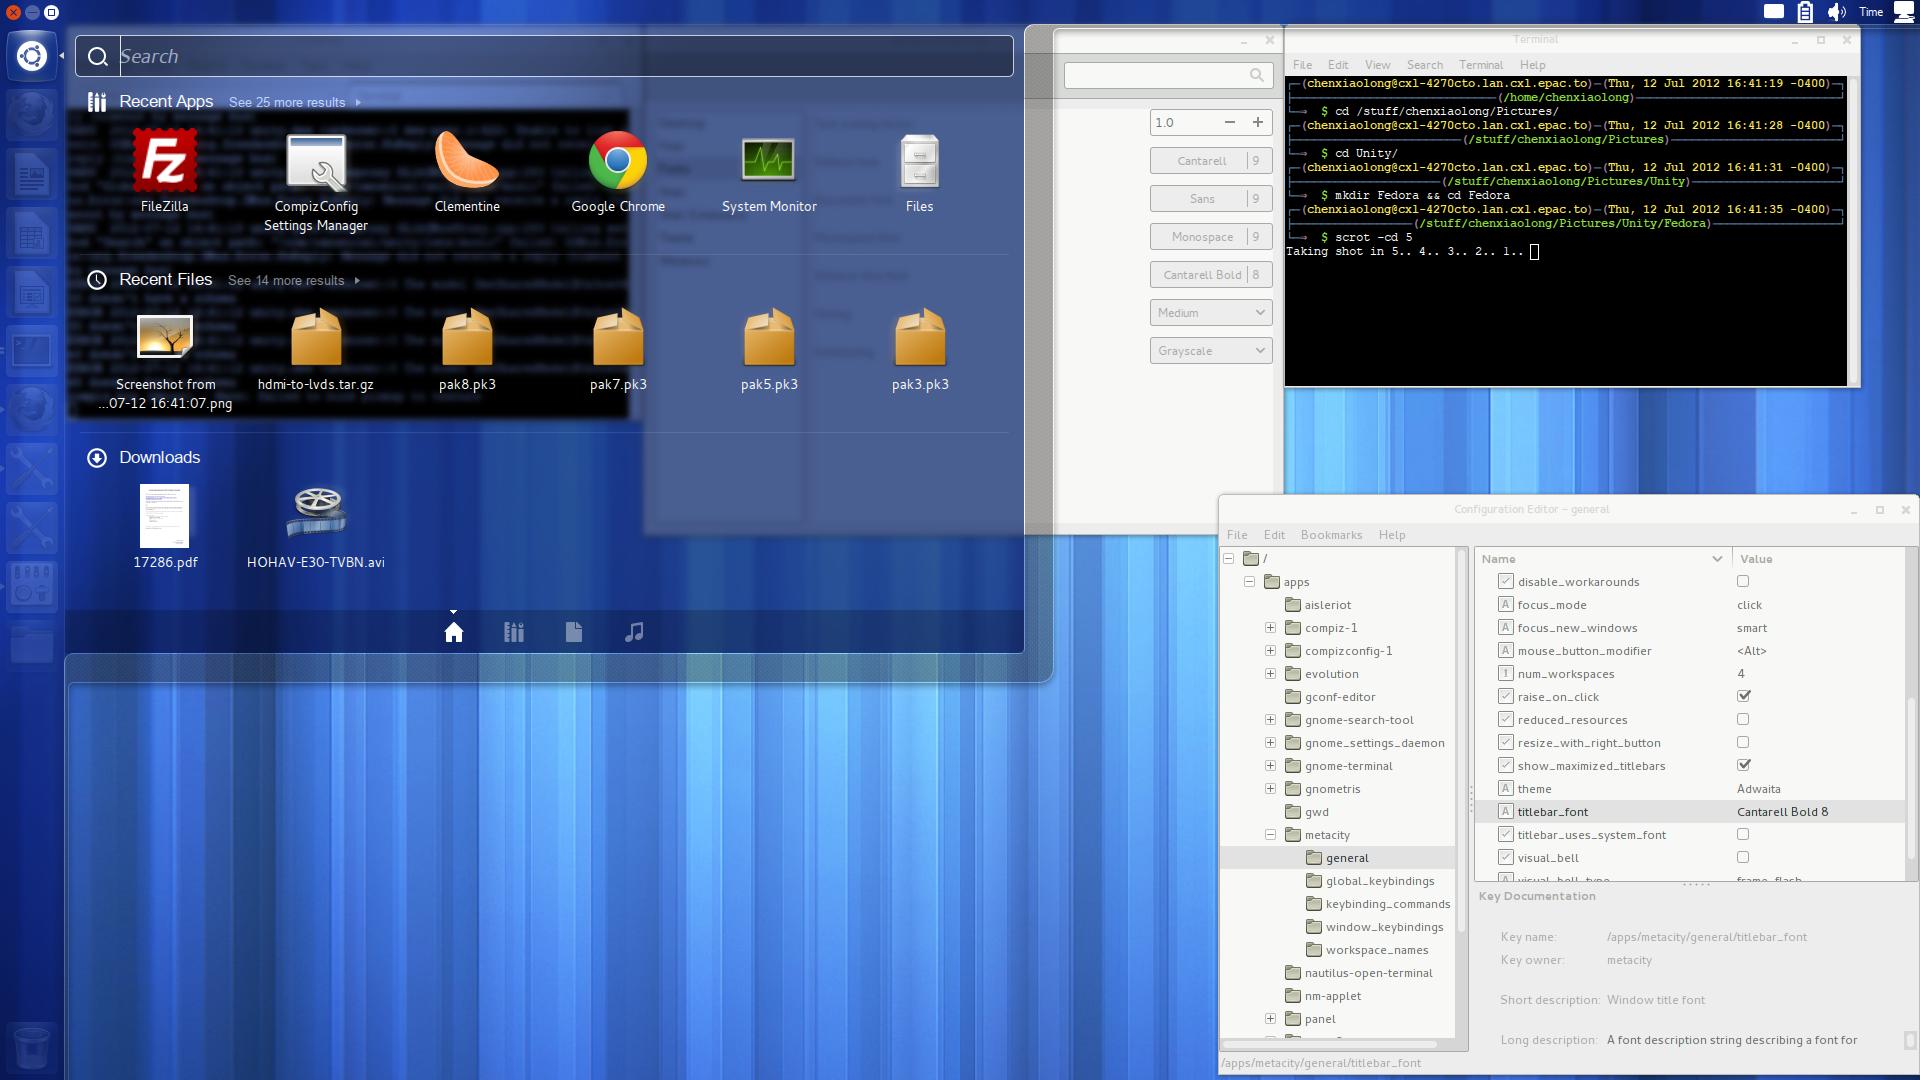 Time
Search
Recent Apps See 25 more results
FileZilla
CompizConfig
Settings Manager
Clementine
Google Chrome
System Monitor
Files
Recent Files See 14 more results
Screenshot from
...07-12 16:41:07.png
hdmi-to-lvds.tar.gz
pak8.pk3
pak7.pk3
pak5.pk3
pak3.pk3
Downloads
17286.pdf
HOHAV-E30-TVBN.avi
1.0
Cantarell 9
Sans 9
Monospace 9
Cantarell Bold 8
Medium
Grayscale
Terminal
File Edit View Search Terminal Help
(chenxiaolong@cxl-4270cto.lan.cxl.epac.to)-(Thu, 12 Jul 2012 16:41:19 -0400)
(/home/chenxiaolong)
$ cd /stuff/chenxiaolong/Pictures/
(chenxiaolong@cxl-4270cto.lan.cxl.epac.to)-(Thu, 12 Jul 2012 16:41:28 -0400)
(/stuff/chenxiaolong/Pictures)
$ cd Unity/
(chenxiaolong@cxl-4270cto.lan.cxl.epac.to)-(Thu, 12 Jul 2012 16:41:31 -0400)
(/stuff/chenxiaolong/Pictures/Unity)
$ mkdir Fedora && cd Fedora
(chenxiaolong@cxl-4270cto.lan.cxl.epac.to)-(Thu, 12 Jul 2012 16:41:35 -0400)
(/stuff/chenxiaolong/Pictures/Unity/Fedora)
$ scrot -cd 5
Taking shot in 5.. 4.. 3.. 2.. 1..
Configuration Editor - general
File Edit Bookmarks Help
/
apps
aisleriot
compiz-1
compizconfig-1
evolution
gconf-editor
gnome-search-tool
gnome_settings_daemon
gnome-terminal
gnometris
gwd
metacity
general
global_keybindings
keybinding_commands
window_keybindings
workspace_names
nautilus-open-terminal
nm-applet
panel
Name Value
disable_workarounds
focus_mode click
focus_new_windows smart
mouse_button_modifier <Alt>
num_workspaces 4
raise_on_click
reduced_resources
resize_with_right_button
show_maximized_titlebars
theme Adwaita
titlebar_font Cantarell Bold 8
titlebar_uses_system_font
visual_bell
visual_bell_type frame_flash
Key Documentation
Key name: /apps/metacity/general/titlebar_font
Key owner: metacity
Short description: Window title font
Long description: A font description string describing a font for
/apps/metacity/general/titlebar_font